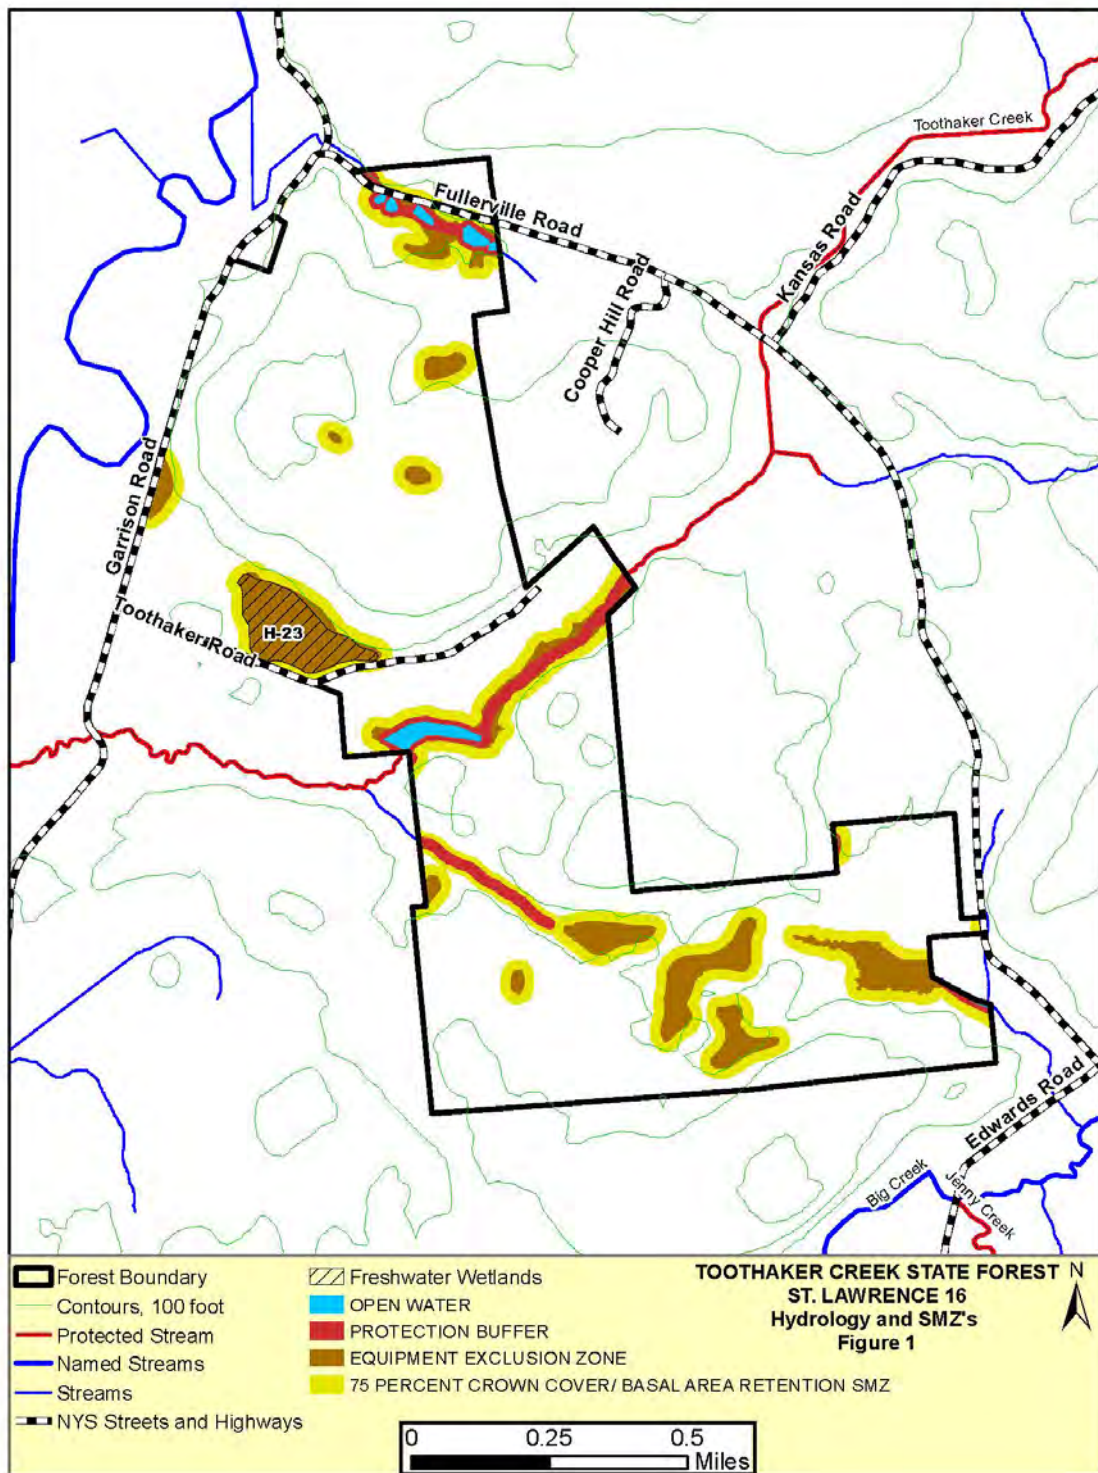 Toothaker Creek
Fullerville Road
Kansas Road
Cooper Hill Road
Garrison Road
Toothaker Road
H-23
Edwards Road
Big Creek
Jenny Creek
Forest Boundary
Contours, 100 foot
Protected Stream
Named Streams
Streams
NYS Streets and Highways
Freshwater Wetlands
OPEN WATER
PROTECTION BUFFER
EQUIPMENT EXCLUSION ZONE
75 PERCENT CROWN COVER/ BASAL AREA RETENTION SMZ
TOOTHAKER CREEK STATE FOREST
ST. LAWRENCE 16
Hydrology and SMZ's
Figure 1
N
0 0.25 0.5
Miles